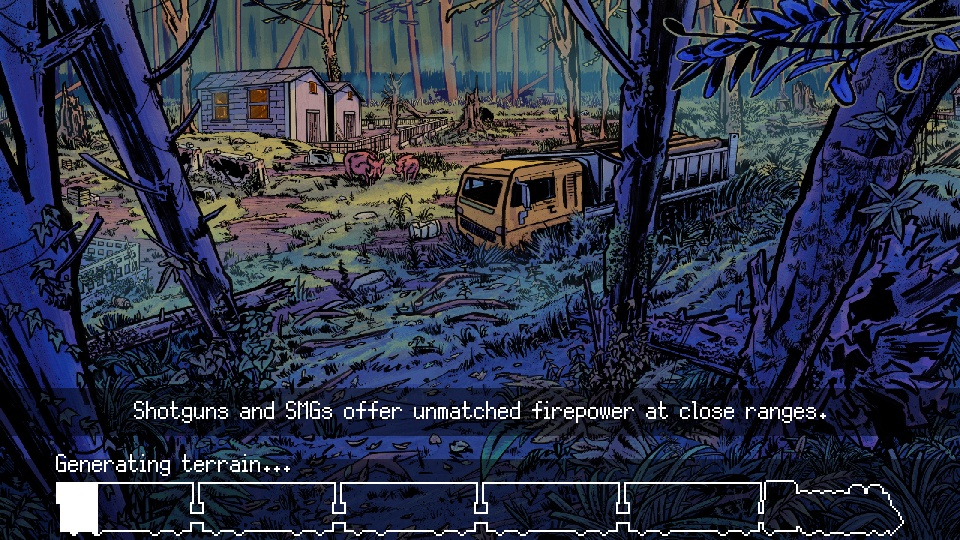 Shotguns and SMGs offer unmatched firepower at close ranges.
Generating terrain...